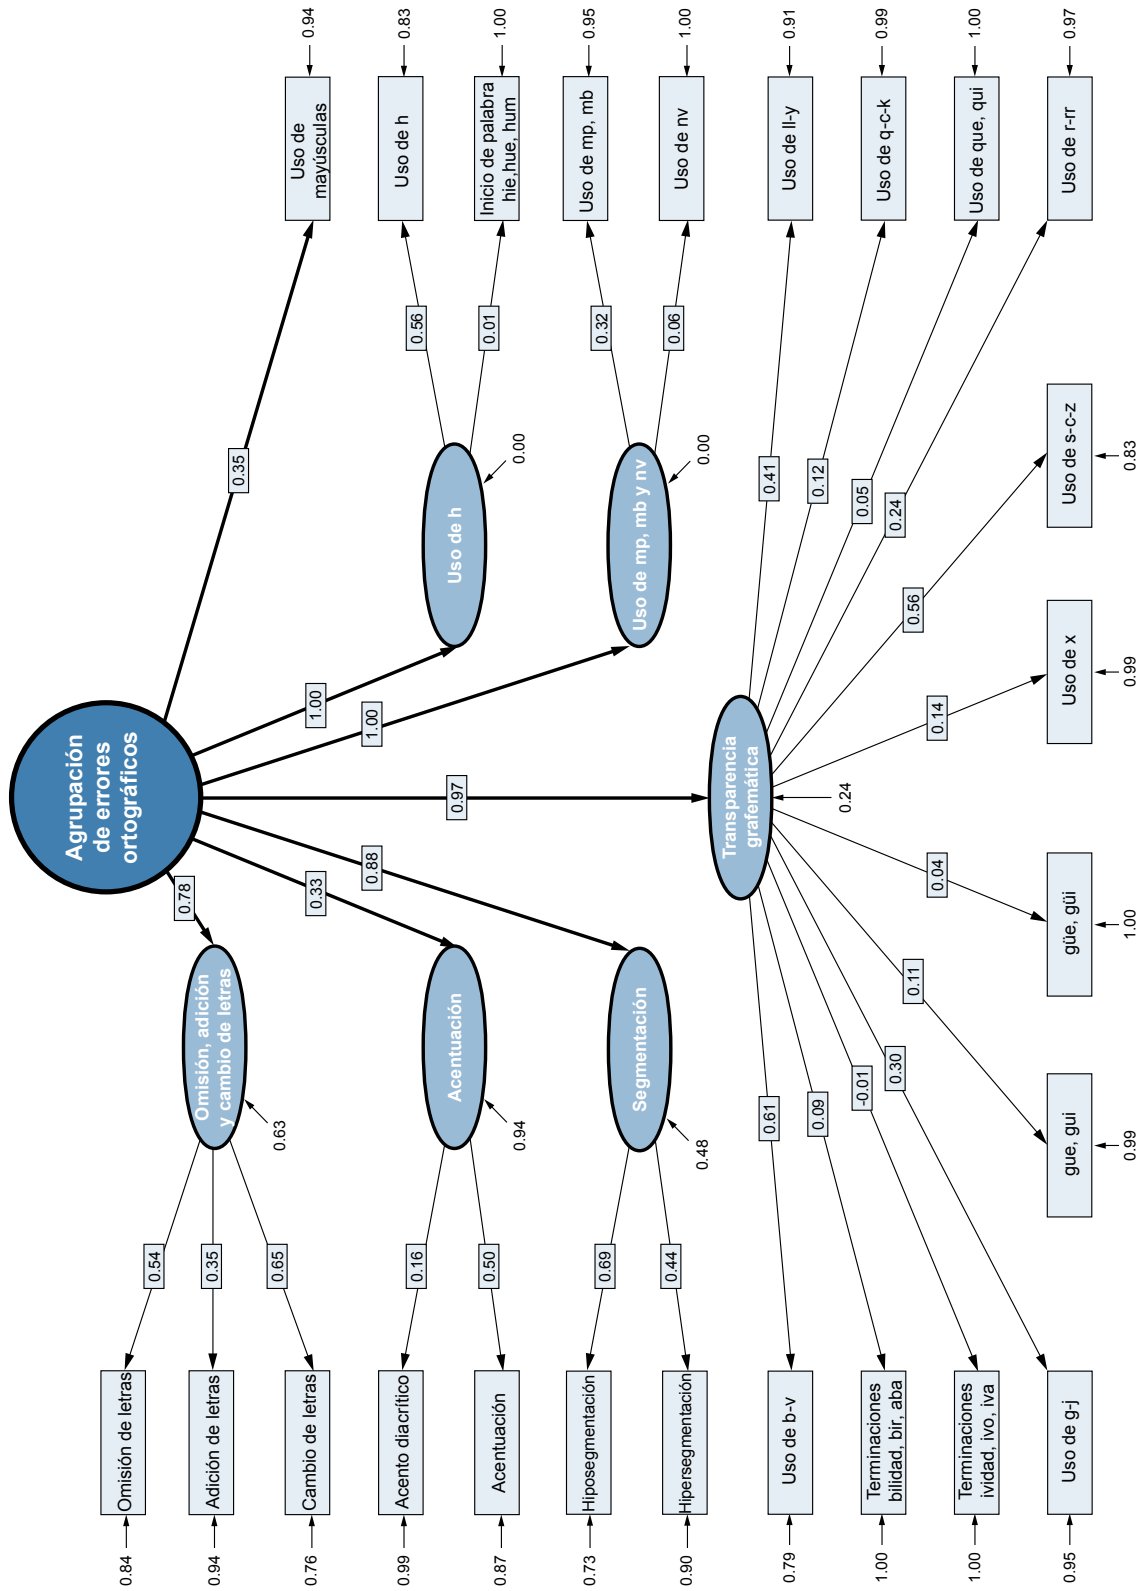 Agrupación
de errores
ortográficos
0.78
0.33
0.88
0.97
1.00
1.00
0.35
Omisión, adición
y cambio de letras
0.63
0.54
0.35
0.65
Omisión de letras
0.84
Adición de letras
0.94
Cambio de letras
0.76
Acentuación
0.94
0.16
0.50
Acento diacrítico
0.99
Acentuación
0.87
Segmentación
0.48
0.69
0.44
Hiposegmentación
0.73
Hipersegmentación
0.90
Uso de
mayúsculas
0.94
Uso de h
0.00
0.56
0.01
Uso de h
0.83
Inicio de palabra
hie,hue, hum
1.00
Uso de mp, mb y nv
0.00
0.32
0.06
Uso de mp, mb
0.95
Uso de nv
1.00
Transparencia
grafemática
0.24
0.61
0.09
-0.01
0.30
0.11
0.04
0.14
0.56
0.24
0.05
0.12
0.41
Uso de b-v
0.79
Terminaciones
bilidad, bir, aba
1.00
Terminaciones
ividad, ivo, iva
1.00
Uso de g-j
0.95
gue, gui
0.99
güe, güi
1.00
Uso de x
0.99
Uso de s-c-z
0.83
Uso de r-rr
0.97
Uso de que, qui
1.00
Uso de q-c-k
0.99
Uso de ll-y
0.91